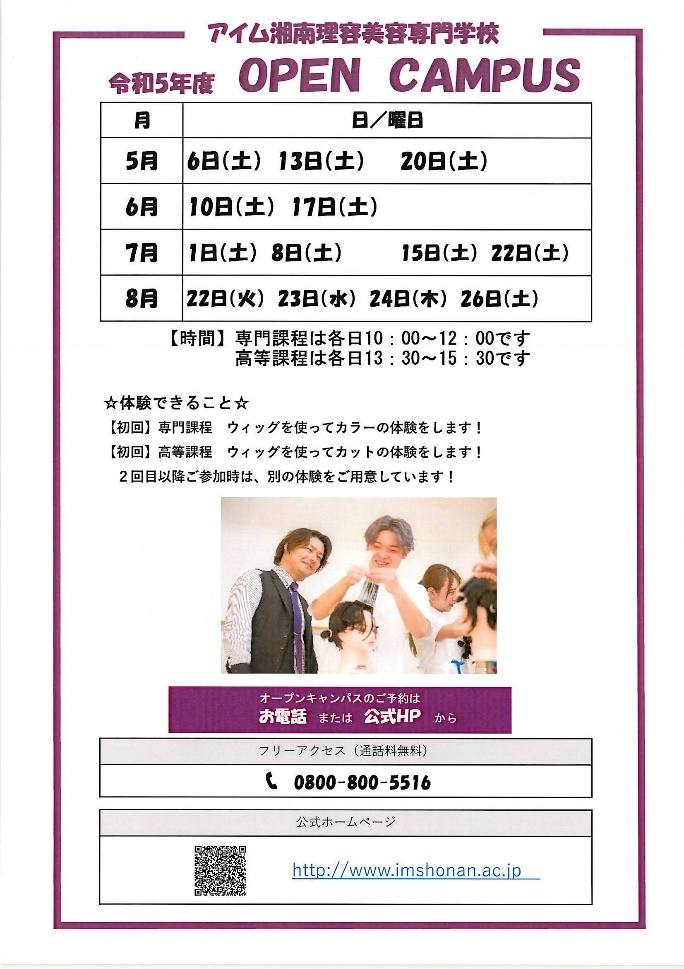 アイム湘南理容美容専門学校
令和5年度 OPEN CAMPUS
月 日／曜日
5月 6日(土) 13日(土) 20日(土)
6月 10日(土) 17日(土)
7月 1日(土) 8日(土) 15日(土) 22日(土)
8月 22日(火) 23日(水) 24日(木) 26日(土)
【時間】専門課程は各日10：00～12：00です
高等課程は各日13：30～15：30です
☆体験できること☆
【初回】専門課程　ウィッグを使ってカラーの体験をします！
【初回】高等課程　ウィッグを使ってカットの体験をします！
２回目以降ご参加時は、別の体験をご用意しています！
オープンキャンパスのご予約は
お電話 または 公式HP から
フリーアクセス（通話料無料）
0800-800-5516
公式ホームページ
http://www.imshonan.ac.jp